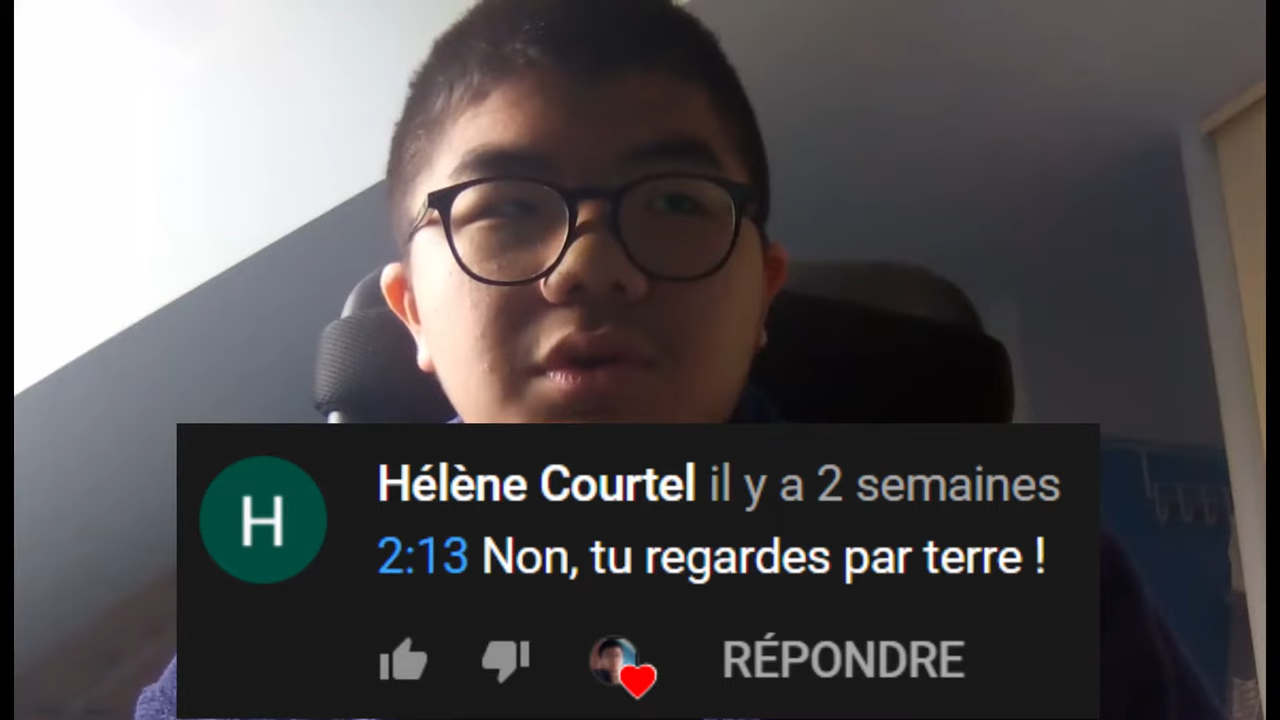 H
Hélène Courtel il y a 2 semaines
2:13 Non, tu regardes par terre !
RÉPONDRE